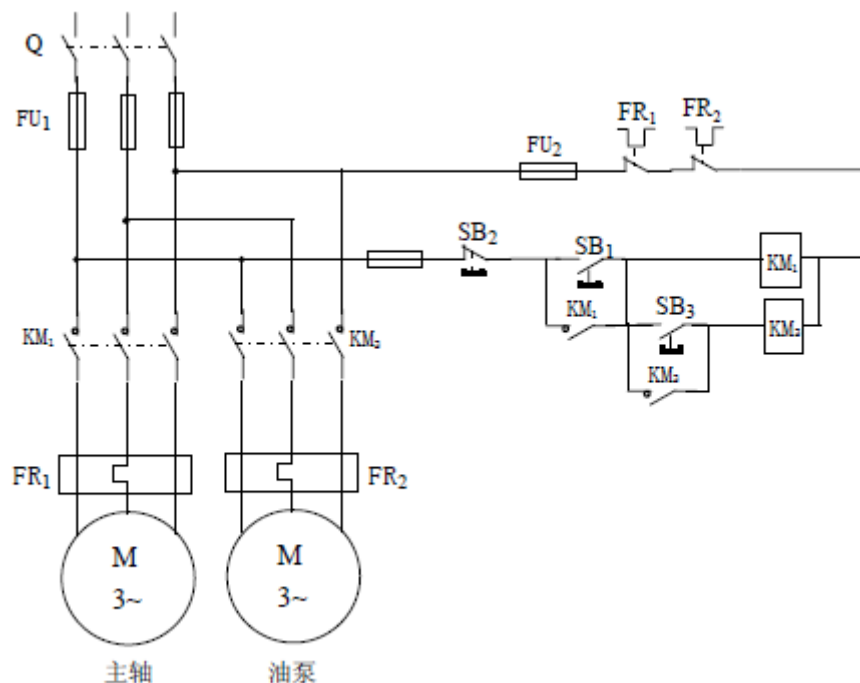 Q
FU₁
FR₁
FR₂
FU₂
SB₂
SB₁
KM₁
KM₁
SB₃
KM₂
KM₂
KM₁
KM₂
FR₁
FR₂
M
3~
M
3~
主轴
油泵